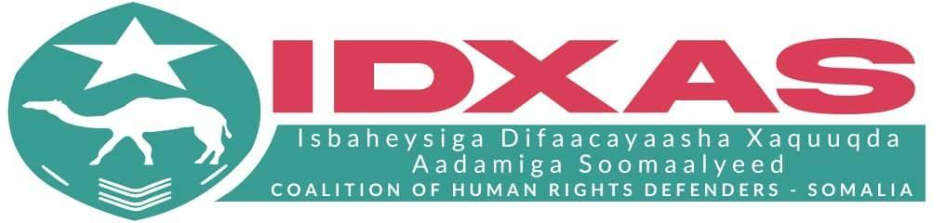 IDXAS
Isbaheysiga Difaacayaasha Xaquuqda
Aadamiga Soomaalyeed
COALITION OF HUMAN RIGHTS DEFENDERS - SOMALIA